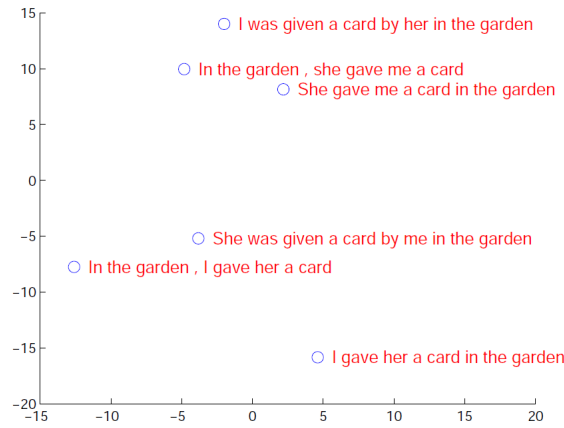 15
I was given a card by her in the garden
10
In the garden , she gave me a card
She gave me a card in the garden
5
0
−5
She was given a card by me in the garden
In the garden , I gave her a card
−10
−15
I gave her a card in the garden
−20
−15 −10 −5 0 5 10 15 20